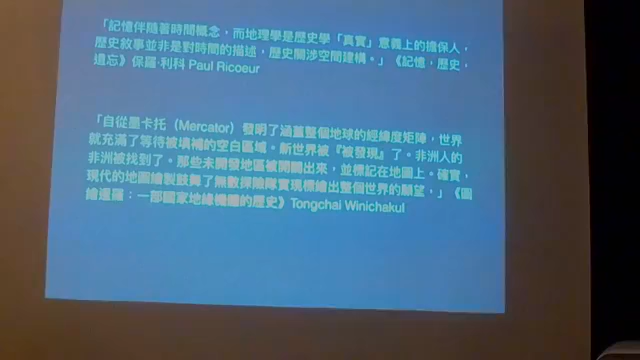 「記憶伴隨著時間概念，而地理學是歷史學「真實」意義上的擔保人，
歷史敘事並非是對時間的描述，歷史關涉空間建構。」《記憶，歷史，
遺忘》保羅·利科 Paul Ricoeur
「自從墨卡托（Mercator）發明了涵蓋整個地球的經緯度矩陣，世界
就充滿了等待被填補的空白區域。新世界被『被發現』了。非洲人的
非洲被找到了。那些未開發地區被開闢出來，並標記在地圖上。確實，
現代的地圖繪製鼓舞了無數探險隊實現標繪出整個世界的願望，」《圖
繪暹羅：一部國家地緣機體的歷史》Tongchai Winichakul